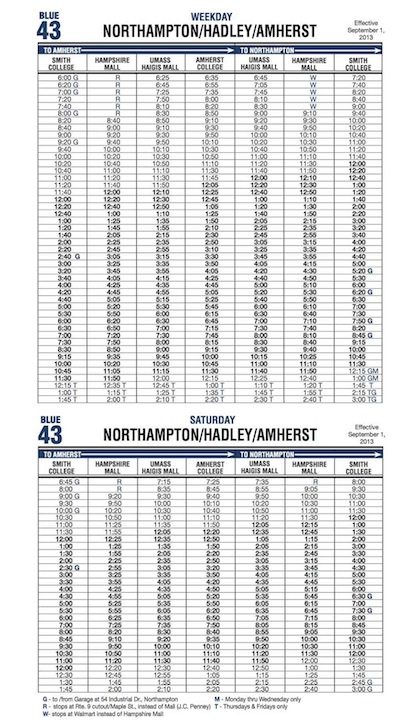 BLUE WEEKDAY
43 NORTHAMPTON/HADLEY/AMHERST
Effective
September 1,
2013
TO AMHERST TO NORTHAMPTON
SMITH COLLEGE HAMPSHIRE MALL UMASS HAIGIS MALL AMHERST COLLEGE UMASS HAIGIS MALL HAMPSHIRE MALL SMITH COLLEGE
6:00 G R 6:25 6:35 6:45 W 7:20
6:20 G R 6:45 6:55 7:05 W 7:40
7:00 G R 7:25 7:35 7:45 W 8:20
7:20 R 7:50 8:00 8:10 W 8:40
7:40 R 8:10 8:20 8:30 W 9:00
8:00 G R 8:30 8:50 9:00 9:10 9:40
8:20 8:40 8:50 9:10 9:20 9:30 10:00
8:40 9:00 9:10 9:30 9:40 9:50 10:20
9:00 9:20 9:30 9:50 10:00 10:10 10:40
9:20 G 9:40 9:50 10:10 10:20 10:30 11:00
9:40 10:00 10:10 10:30 10:40 10:50 11:20
10:00 10:20 10:30 10:50 11:00 11:10 11:40
10:20 10:40 10:50 11:10 11:20 11:30 12:00
10:40 11:00 11:10 11:30 11:40 11:50 12:20
11:00 11:20 11:30 11:45 12:00 12:10 12:40
11:20 11:40 11:50 12:05 12:20 12:30 1:00
11:40 12:00 12:10 12:25 12:40 12:50 1:20
12:00 12:20 12:30 12:45 1:00 1:10 1:40
12:20 12:40 12:50 1:05 1:20 1:30 2:00
12:40 1:00 1:10 1:25 1:40 1:50 2:20
1:00 1:25 1:35 1:50 2:05 2:15 3:00
1:20 1:45 1:55 2:10 2:25 2:35 3:20
1:40 2:05 2:15 2:30 2:45 2:55 3:40
2:00 2:25 2:35 2:50 3:05 3:15 4:00
2:20 2:45 2:55 3:10 3:25 3:35 4:20
2:40 G 3:05 3:15 3:30 3:45 3:55 4:40
3:00 3:25 3:35 3:50 4:05 4:15 5:00
3:20 3:45 3:55 4:05 4:20 4:30 5:20 G
3:40 4:05 4:15 4:25 4:40 4:50 5:30
4:00 4:25 4:35 4:45 5:00 5:10 6:00
4:20 4:45 4:55 5:05 5:20 5:30 6:20 G
4:40 5:05 5:15 5:25 5:40 5:50 6:30
5:00 5:20 5:30 5:45 6:00 6:10 7:00
5:30 5:50 6:00 6:15 6:30 6:40 7:30
6:00 6:20 6:30 6:45 7:00 7:10 7:50 G
6:30 6:50 7:00 7:15 7:30 7:40 8:20
7:00 7:20 7:30 7:45 8:00 8:10 8:45 G
7:30 7:50 8:00 8:15 8:30 8:40 9:15
8:30 8:50 9:00 9:15 9:30 9:40 10:00
9:15 9:35 9:45 10:00 10:15 10:25 10:45
10:00 10:20 10:30 10:45 11:00 11:10 11:30
10:45 11:05 11:15 11:30 11:40 11:50 12:15 GM
11:30 11:50 12:00 12:15 12:25 12:40 1:00 GM
12:15 T 12:35 T 12:45 T 1:00 T 1:10 T 1:20 T 1:45 T
1:00 T 1:15 T 1:25 T 1:35 T 1:45 T 1:55 T 2:15 TG
1:45 T 2:00 T 2:10 T 2:20 T 2:30 T 2:40 T 3:00 TG
BLUE SATURDAY
43 NORTHAMPTON/HADLEY/AMHERST
Effective
September 1,
2013
TO AMHERST TO NORTHAMPTON
SMITH COLLEGE HAMPSHIRE MALL UMASS HAIGIS MALL AMHERST COLLEGE UMASS HAIGIS MALL HAMPSHIRE MALL SMITH COLLEGE
6:45 G R 7:15 7:25 7:35 R 8:00
8:00 R 8:35 8:45 8:55 9:05 9:30
9:00 G 9:20 9:30 9:40 9:50 10:00 10:30
9:30 9:50 10:00 10:10 10:20 10:30 11:00
10:00 G 10:20 10:30 10:40 10:50 11:00 11:30
10:30 10:50 11:00 11:10 11:20 11:30 12:00
11:00 11:25 11:35 11:50 12:05 12:15 1:00
11:30 11:55 12:05 12:20 12:35 12:45 1:30
12:00 12:25 12:35 12:50 1:05 1:15 2:00
1:00 1:25 1:35 1:50 2:05 2:15 3:00
1:30 1:55 2:05 2:20 2:35 2:45 3:30
2:00 2:25 2:35 2:50 3:05 3:15 4:00
2:30 G 2:55 3:05 3:20 3:35 3:45 4:30
3:00 3:25 3:35 3:50 4:05 4:15 5:00
3:30 3:55 4:05 4:20 4:35 4:45 5:30
4:00 4:25 4:35 4:50 5:05 5:15 6:00
4:30 4:55 5:05 5:20 5:35 5:45 6:30 G
5:00 5:25 5:35 5:50 6:05 6:15 7:00
5:30 5:55 6:05 6:20 6:35 6:45 7:30 G
6:00 6:25 6:35 6:50 7:05 7:15 8:00
7:00 7:25 7:35 7:50 8:05 8:15 8:45
8:00 8:20 8:30 8:40 8:55 9:05 9:30
8:45 9:10 9:20 9:35 9:50 10:00 10:30
9:30 9:50 10:00 10:10 10:20 10:30 11:00
10:30 10:50 11:00 11:10 11:20 11:30 12:00
11:00 11:20 11:30 11:40 11:50 12:00 12:30
12:00 12:20 12:30 12:40 12:50 1:00 1:30
12:30 12:45 12:55 1:05 1:15 1:25 1:45
1:30 1:45 1:55 2:05 2:15 2:25 2:45 G
1:45 2:00 2:10 2:20 2:30 2:40 3:00 G
G - to /from Garage at 54 Industrial Dr., Northampton M - Monday thru Wednesday only
R - stops at Rte. 9 cutout/Maple St., instead of Mall (J.C. Penney) T - Thursdays & Fridays only
W- stops at Walmart instead of Hampshire Mall